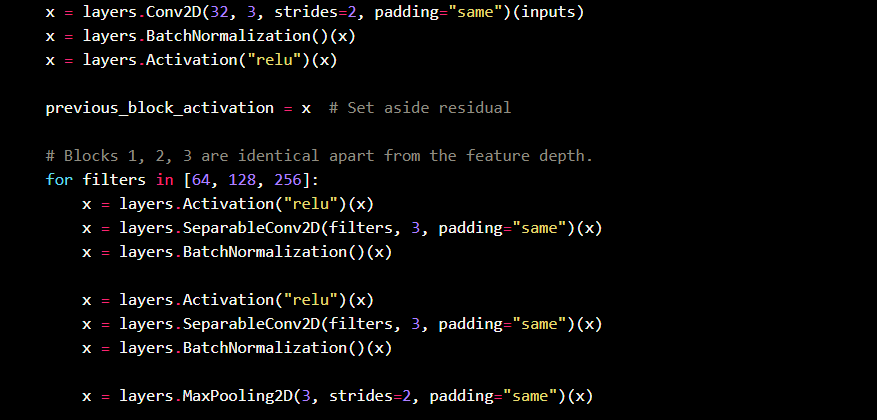 x = layers.Conv2D(32, 3, strides=2, padding="same")(inputs)
x = layers.BatchNormalization()(x)
x = layers.Activation("relu")(x)
previous_block_activation = x  # Set aside residual
# Blocks 1, 2, 3 are identical apart from the feature depth.
for filters in [64, 128, 256]:
    x = layers.Activation("relu")(x)
    x = layers.SeparableConv2D(filters, 3, padding="same")(x)
    x = layers.BatchNormalization()(x)
    x = layers.Activation("relu")(x)
    x = layers.SeparableConv2D(filters, 3, padding="same")(x)
    x = layers.BatchNormalization()(x)
    x = layers.MaxPooling2D(3, strides=2, padding="same")(x)